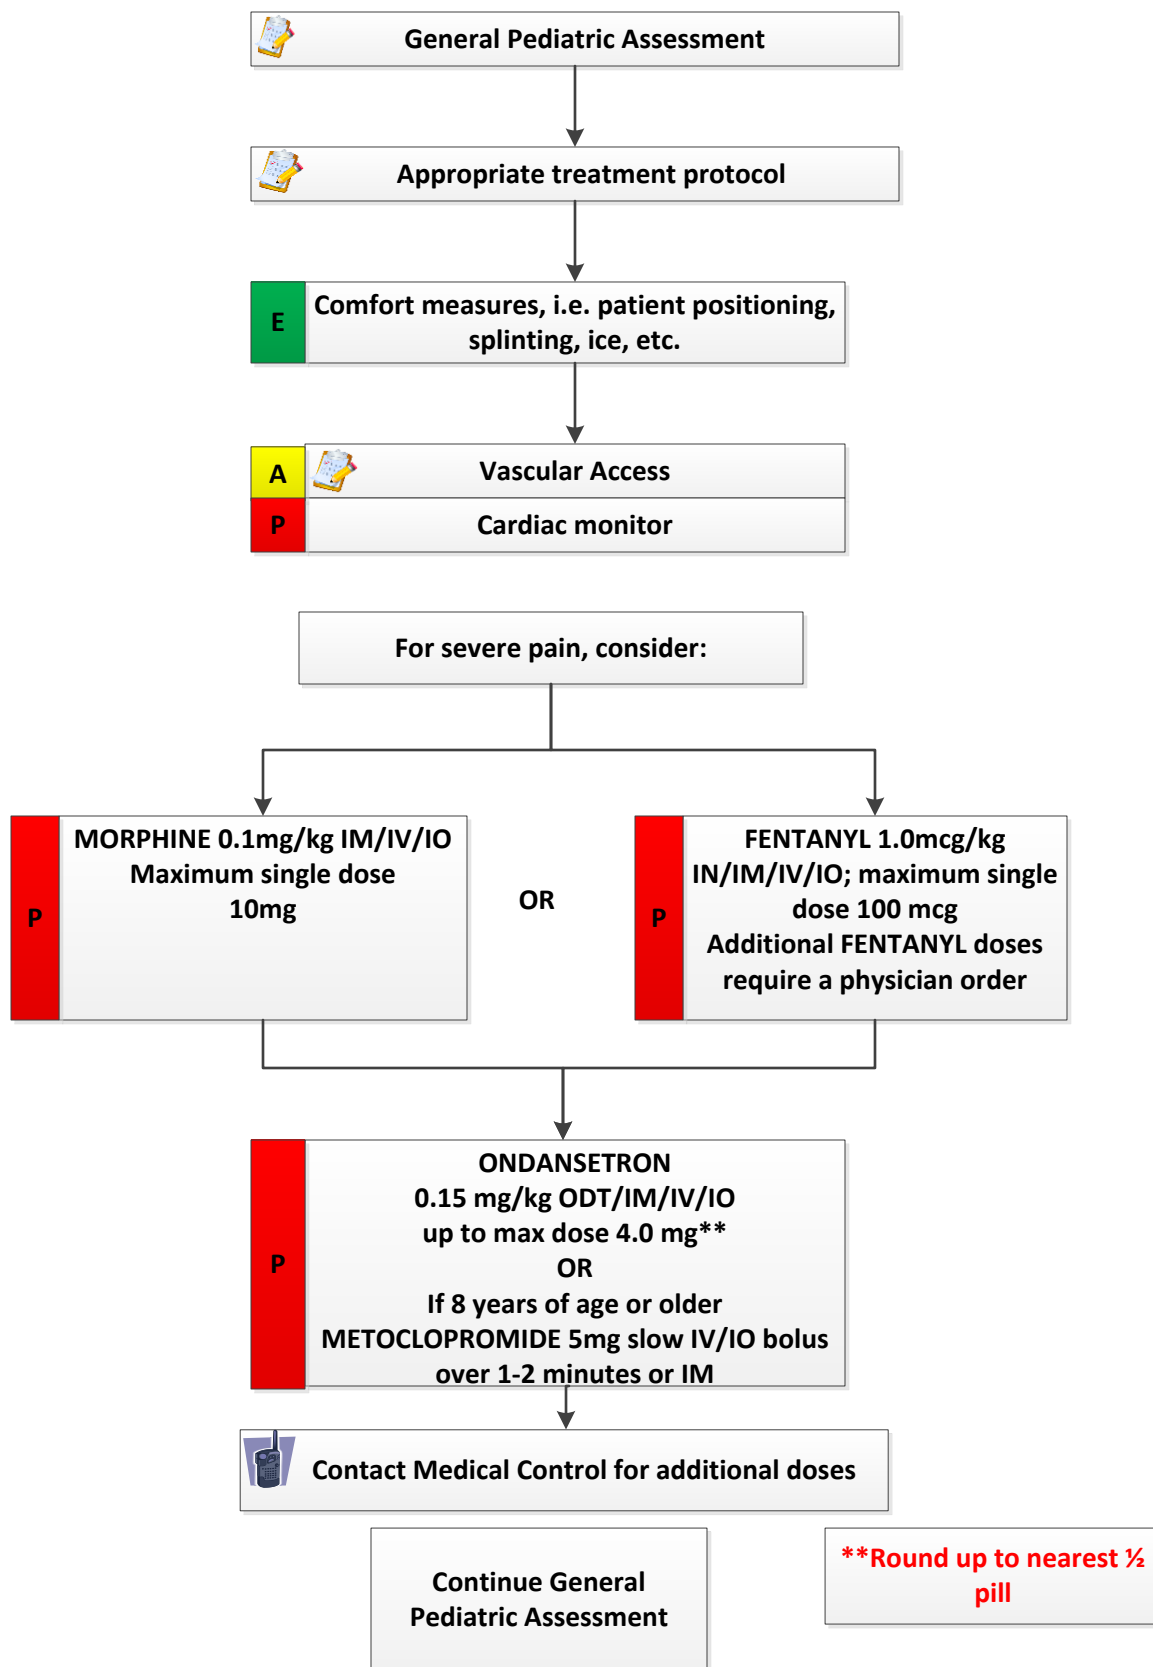 General Pediatric Assessment
Appropriate treatment protocol
E
Comfort measures, i.e. patient positioning,
splinting, ice, etc.
A
Vascular Access
P
Cardiac monitor
For severe pain, consider:
P
MORPHINE 0.1mg/kg IM/IV/IO
Maximum single dose
10mg
OR
P
FENTANYL 1.0mcg/kg
IN/IM/IV/IO; maximum single
dose 100 mcg
Additional FENTANYL doses
require a physician order
P
ONDANSETRON
0.15 mg/kg ODT/IM/IV/IO
up to max dose 4.0 mg**
OR
If 8 years of age or older
METOCLOPROMIDE 5mg slow IV/IO bolus
over 1-2 minutes or IM
Contact Medical Control for additional doses
Continue General
Pediatric Assessment
**Round up to nearest ½
pill